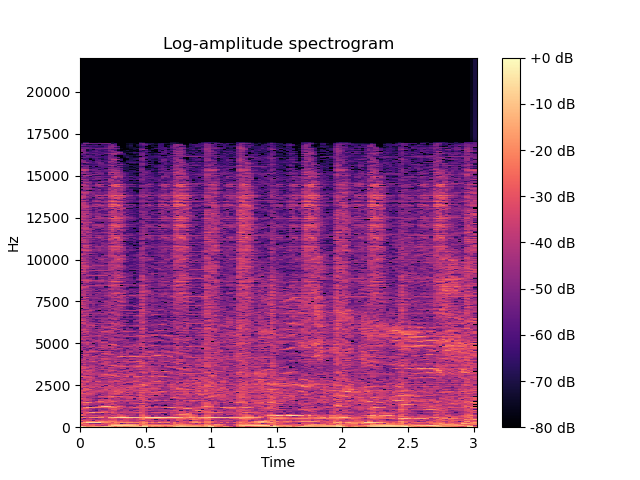 Log-amplitude spectrogram
Hz
20000
17500
15000
12500
10000
7500
5000
2500
0
0
0.5
1
1.5
2
2.5
3
Time
+0 dB
-10 dB
-20 dB
-30 dB
-40 dB
-50 dB
-60 dB
-70 dB
-80 dB